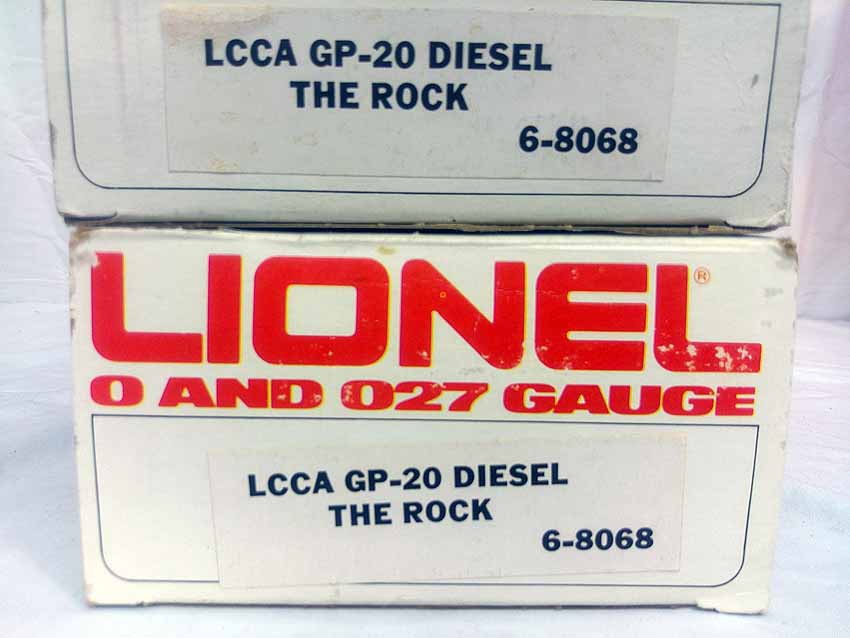 LCCA GP-20 DIESEL
THE ROCK
6-8068
LIONEL®
O AND O27 GAUGE
LCCA GP-20 DIESEL
THE ROCK
6-8068